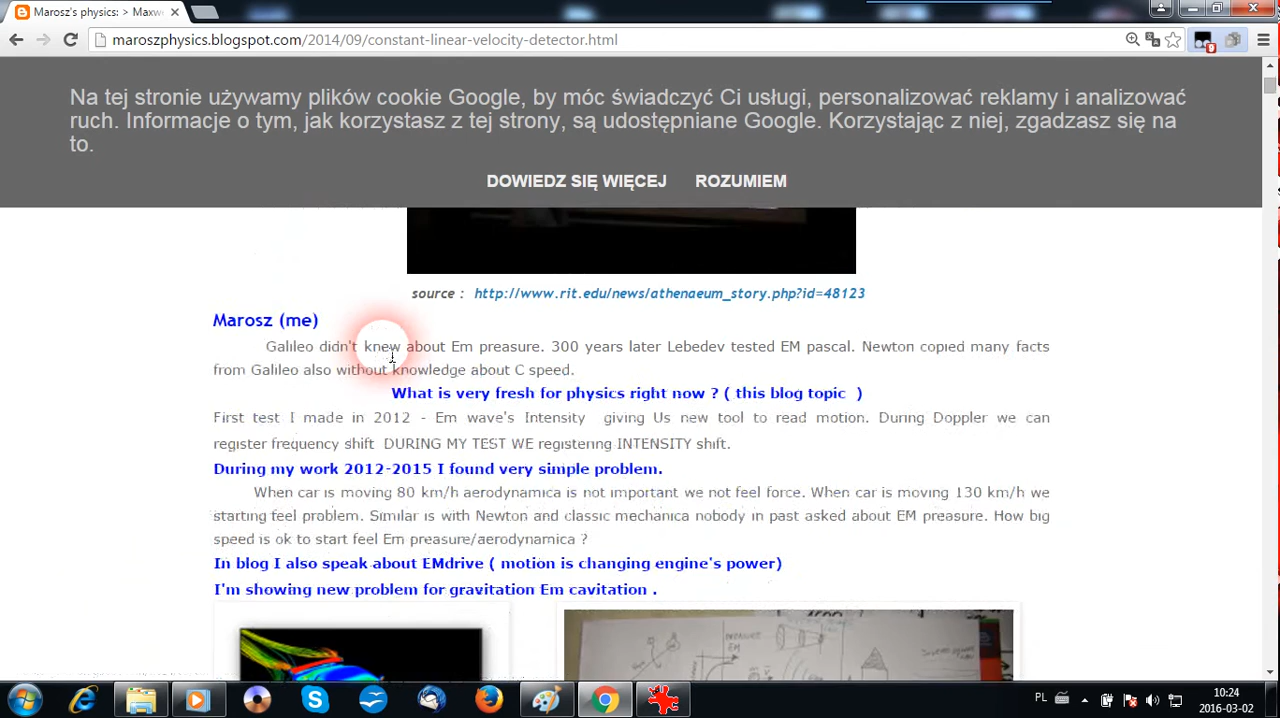 Marosz's physics: > Maxw
maroszphysics.blogspot.com/2014/09/constant-linear-velocity-detector.html
Na tej stronie używamy plików cookie Google, by móc świadczyć Ci usługi, personalizować reklamy i analizować
ruch. Informacje o tym, jak korzystasz z tej strony, są udostępniane Google. Korzystając z niej, zgadzasz się na
to.
DOWIEDZ SIĘ WIĘCEJ ROZUMIEM
source : http://www.rit.edu/news/athenaeum_story.php?id=48123
Marosz (me)
Galileo didn't knew about Em preasure. 300 years later Lebedev tested EM pascal. Newton copied many facts
from Galileo also without knowledge about C speed.
What is very fresh for physics right now ? ( this blog topic )
First test I made in 2012 - Em wave's Intensity giving Us new tool to read motion. During Doppler we can
register frequency shift DURING MY TEST WE registering INTENSITY shift.
During my work 2012-2015 I found very simple problem.
When car is moving 80 km/h aerodynamica is not important we not feel force. When car is moving 130 km/h we
starting feel problem. Similar is with Newton and classic mechanica nobody in past asked about EM preasure. How big
speed is ok to start feel Em preasure/aerodynamica ?
In blog I also speak about EMdrive ( motion is changing engine's power)
I'm showing new problem for gravitation Em cavitation .
PREASURE
EM
PL
10:24
2016-03-02